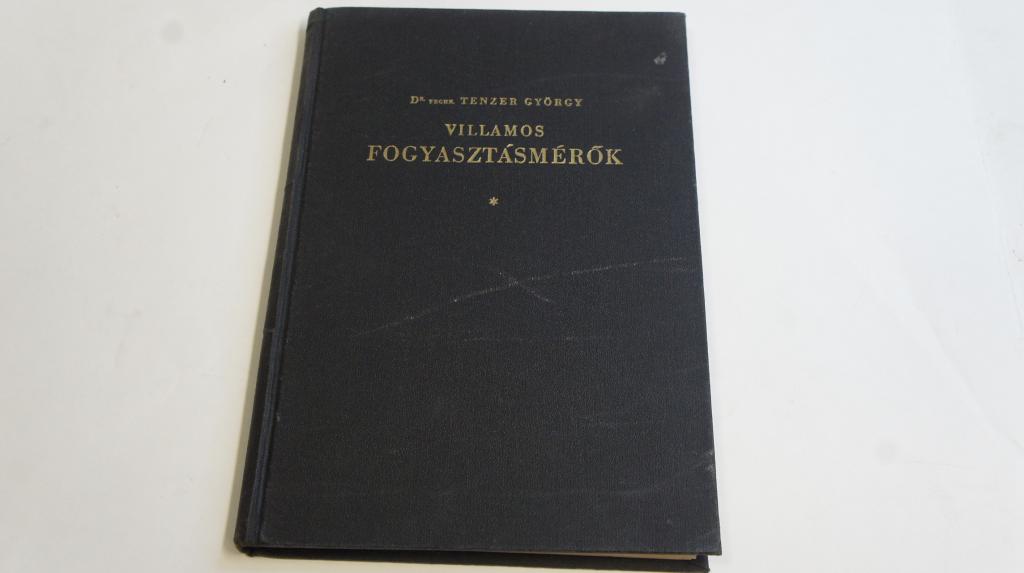 DR. TECHN. TENZER GYÖRGY
VILLAMOS
FOGYASZTÁSMÉRŐK
*